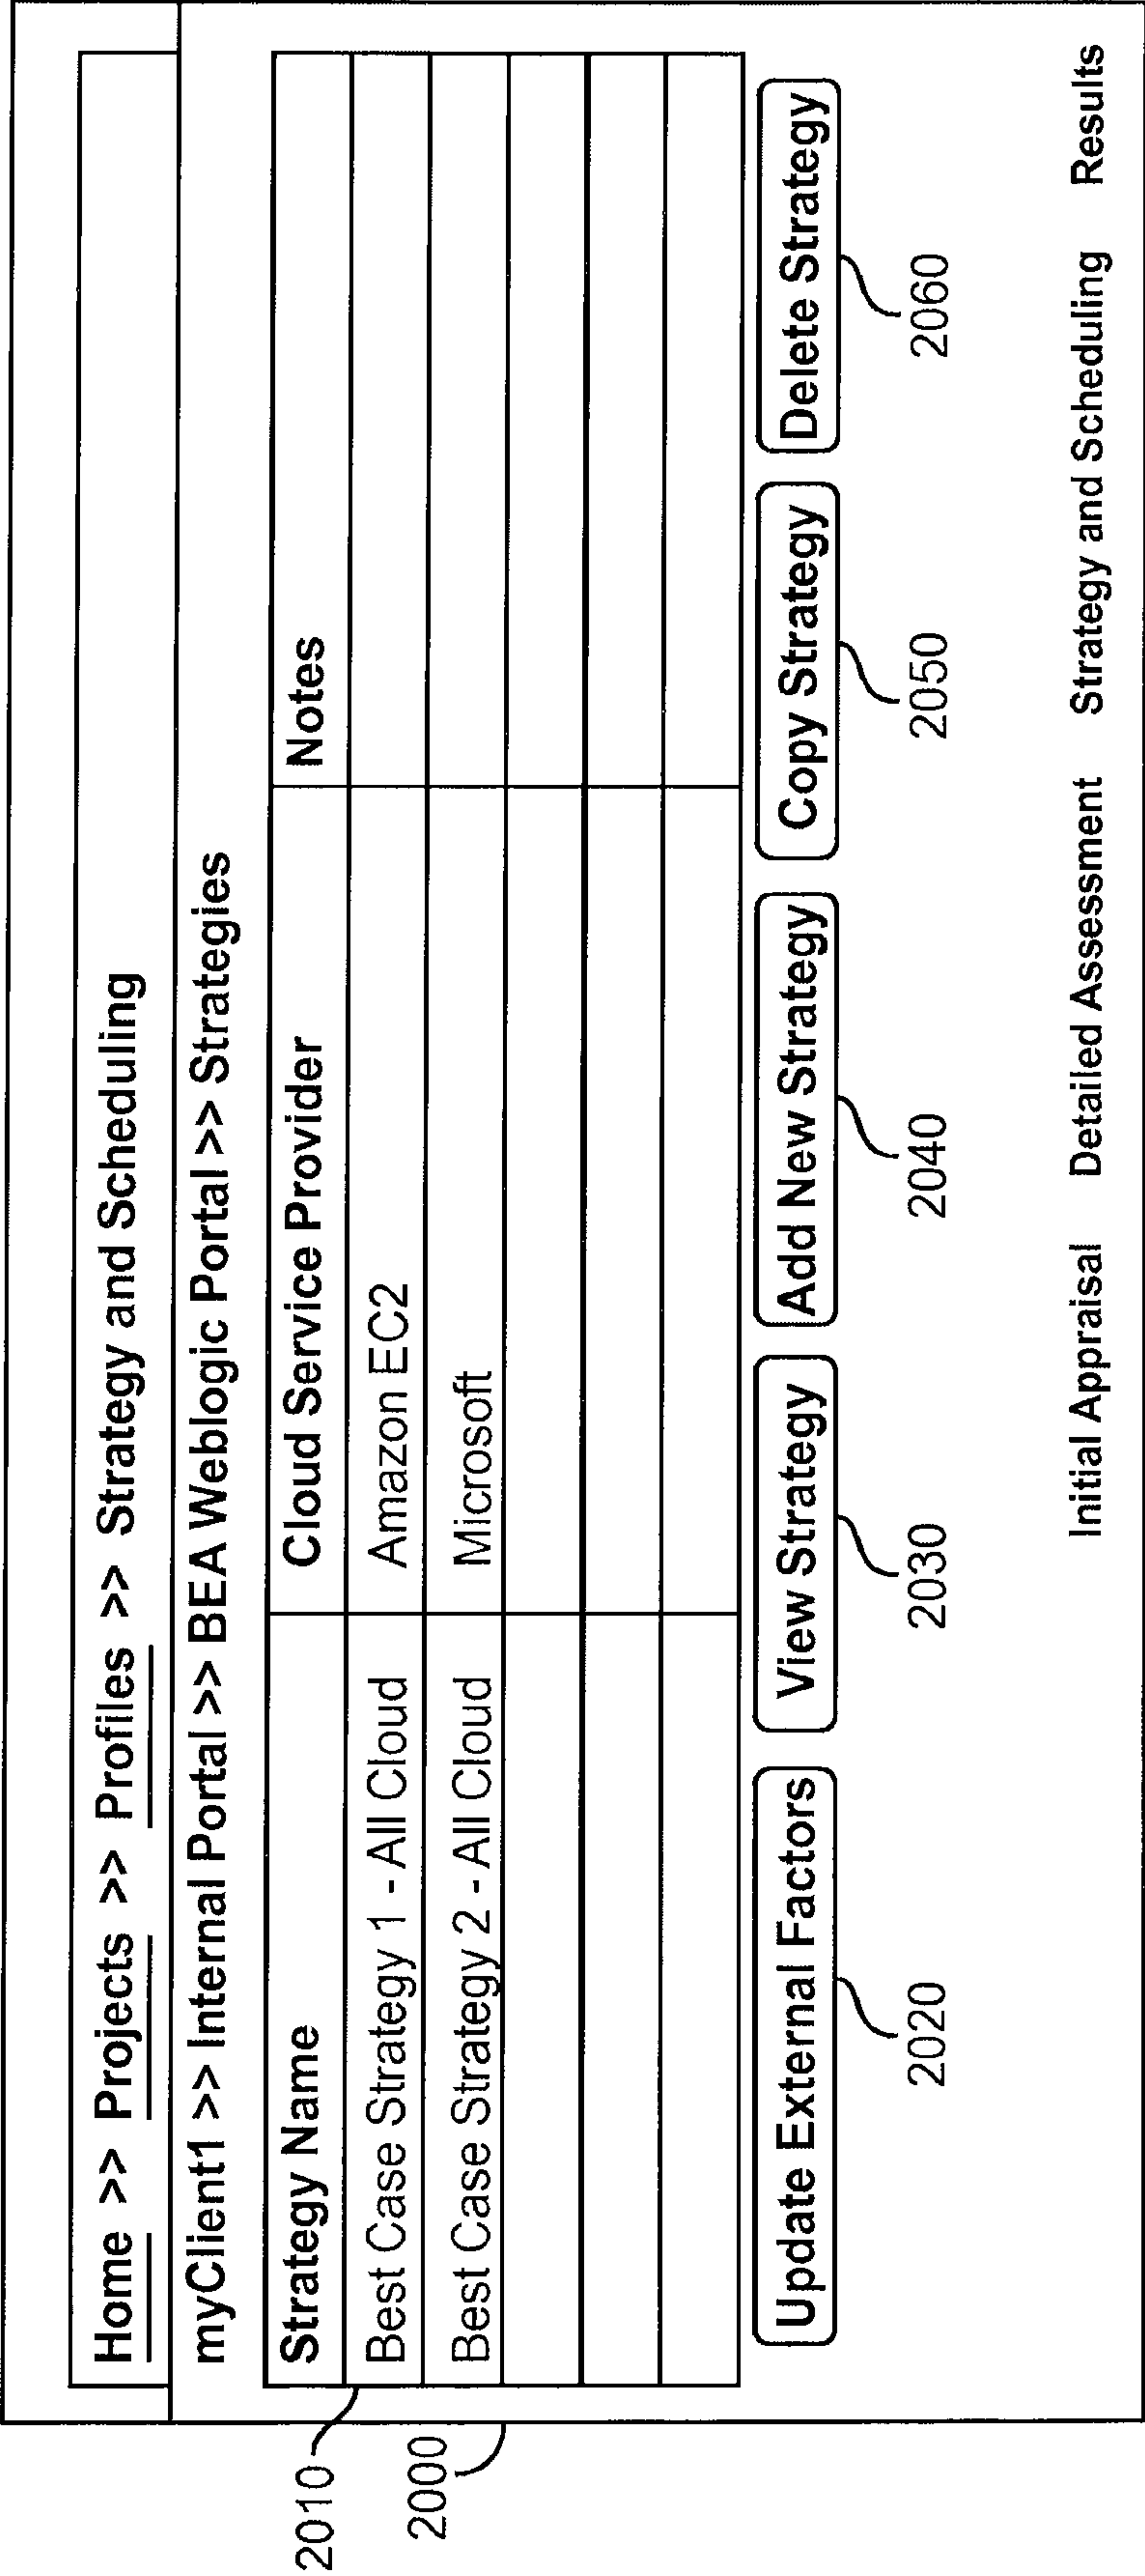 Home >> Projects >> Profiles >> Strategy and Scheduling
myClient1 >> Internal Portal >> BEA Weblogic Portal >> Strategies
Strategy Name Cloud Service Provider Notes
2010
Best Case Strategy 1 - All Cloud Amazon EC2
2000
Best Case Strategy 2 - All Cloud Microsoft
Update External Factors View Strategy Add New Strategy Copy Strategy Delete Strategy
2020 2030 2040 2050 2060
Initial Appraisal Detailed Assessment Strategy and Scheduling Results